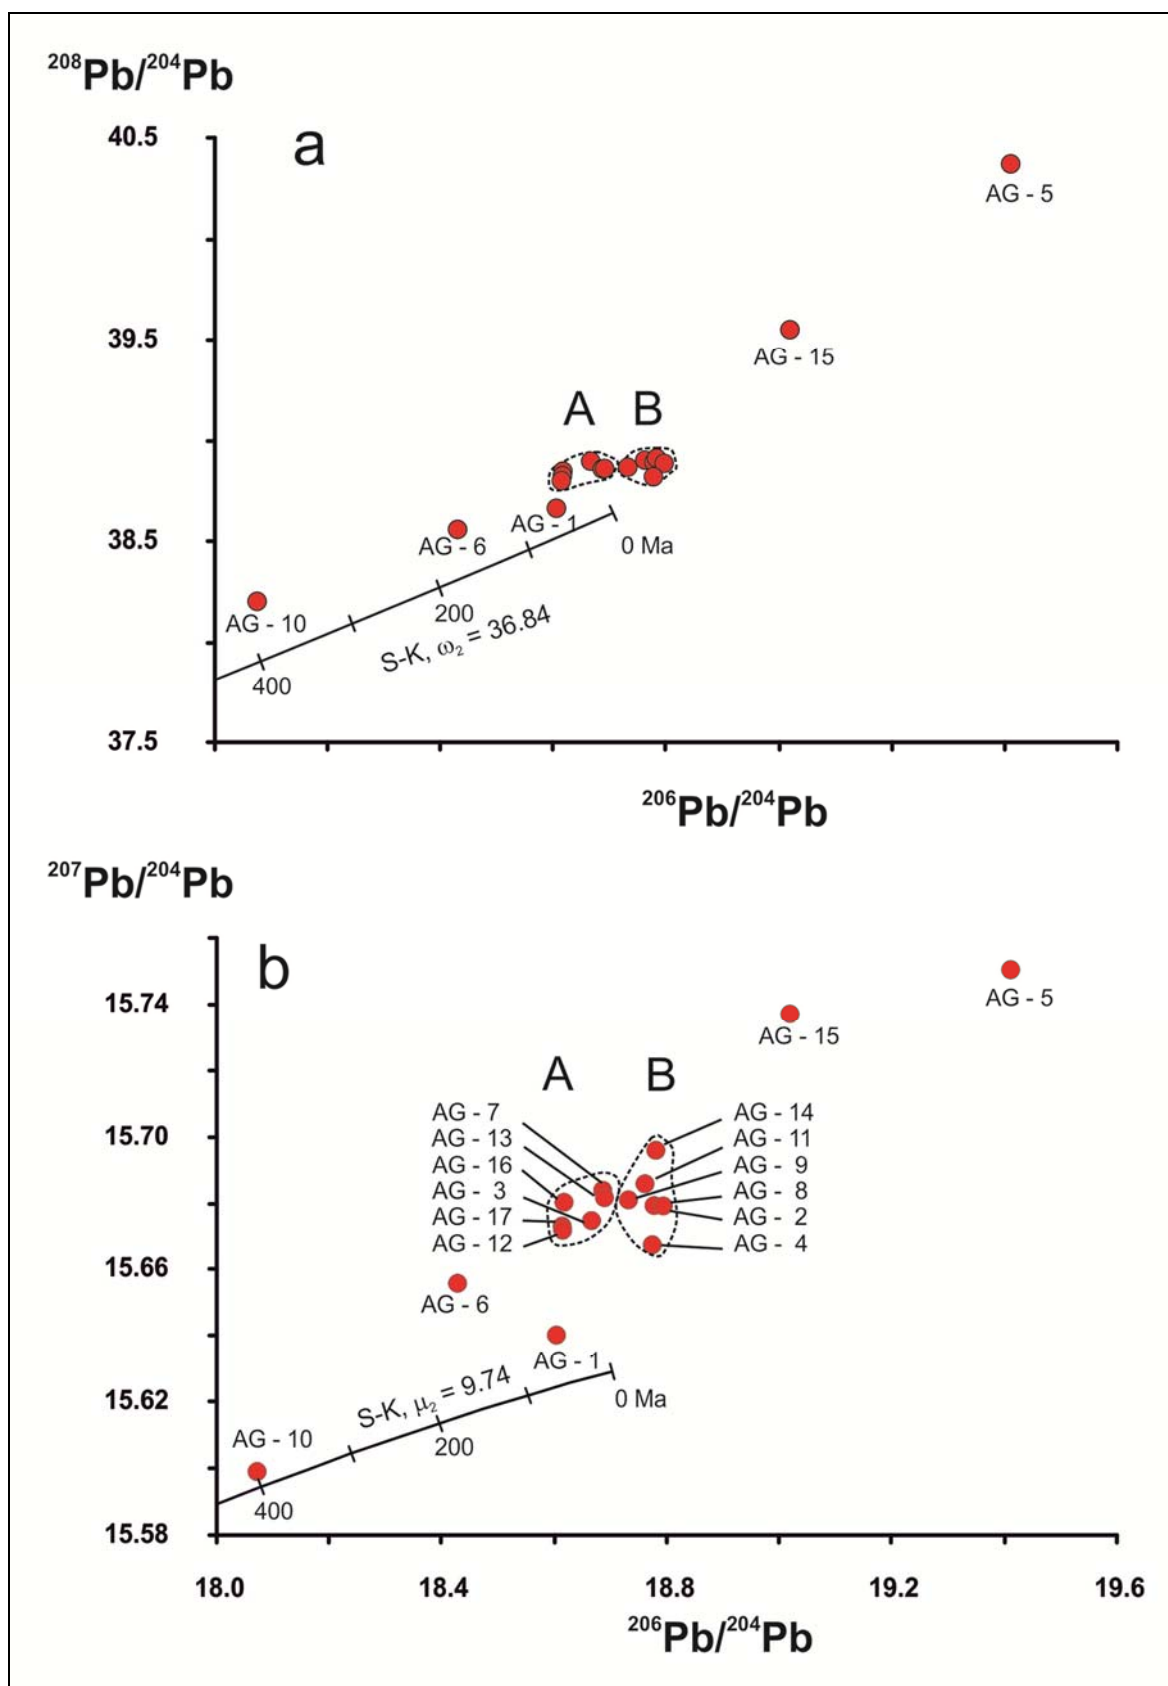 ²⁰⁸Pb/²⁰⁴Pb
40.5
a
AG - 5
39.5
AG - 15
A B
38.5
AG - 1
AG - 6
0 Ma
200
AG - 10
S-K, ω₂ = 36.84
400
37.5
²⁰⁶Pb/²⁰⁴Pb
²⁰⁷Pb/²⁰⁴Pb
b
15.74
AG - 5
AG - 15
A B
AG - 7 AG - 14
15.70
AG - 13 AG - 11
AG - 16 AG - 9
AG - 3 AG - 8
AG - 17 AG - 2
AG - 12 AG - 4
15.66
AG - 6
AG - 1
S-K, μ₂ = 9.74
0 Ma
15.62
AG - 10
200
400
15.58
18.0 18.4 18.8 19.2 19.6
²⁰⁶Pb/²⁰⁴Pb